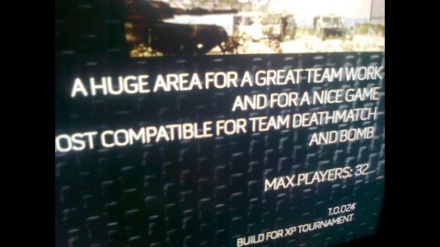 A HUGE AREA FOR A GREAT TEAM WORK
AND FOR A NICE GAME
OST COMPATIBLE FOR TEAM DEATHMATCH
AND BOMB.
MAX.PLAYERS: 32
1.0.024
BUILD FOR XP TOURNAMENT